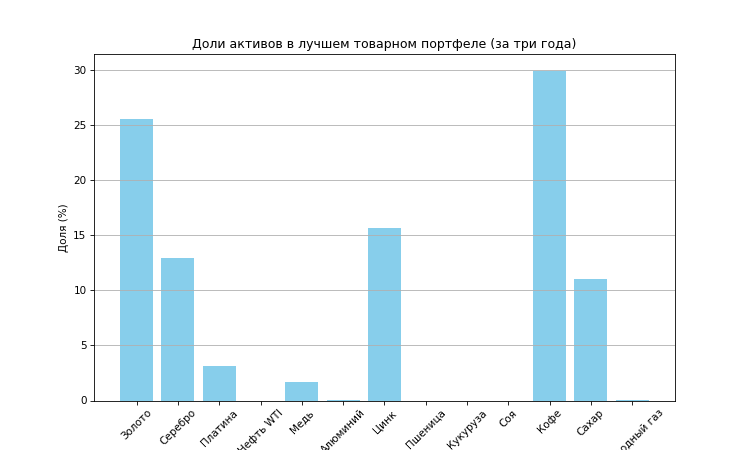 Доли активов в лучшем товарном портфеле (за три года)
Доля (%)
30
25
20
15
10
5
0
Золото
Серебро
Платина
Нефть WTI
Медь
Алюминий
Цинк
Пшеница
Кукуруза
Соя
Кофе
Сахар
газ